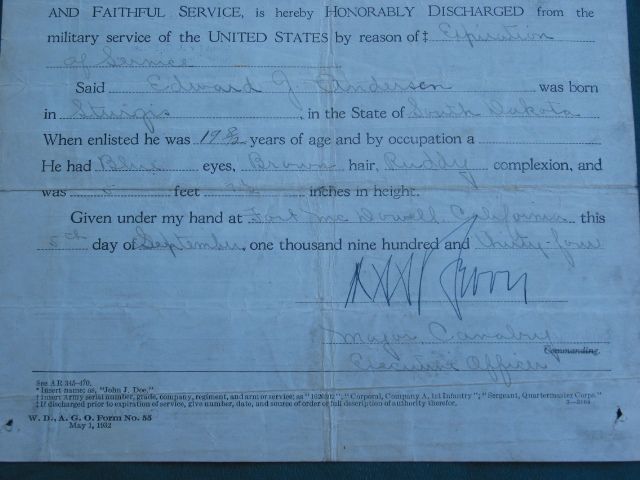 AND FAITHFUL SERVICE, is hereby HONORABLY DISCHARGED from the
military service of the UNITED STATES by reason of‡ Expiration
of Service
Said Edward G Anderson was born
in Sturgis, in the State of South Dakota
When enlisted he was 19 years of age and by occupation a
He had Blue eyes, Brown hair, Ruddy complexion, and
was feet inches in height.
Given under my hand at Fort Mc Dowell, California this
day of September, one thousand nine hundred and thirty-four
Major Cavalry
Commanding.
Executive Officer
See AR 345-470.
* Insert name; as, "John J. Doe."
† Insert Army serial number, grade, company, regiment, and arm or service; as "1620302"; "Corporal, Company A, 1st Infantry"; "Sergeant, Quartermaster Corps."
‡ If discharged prior to expiration of service, give number, date, and source of order or full description of authority therefor.
W. D., A. G. O. Form No. 55
May 1, 1932